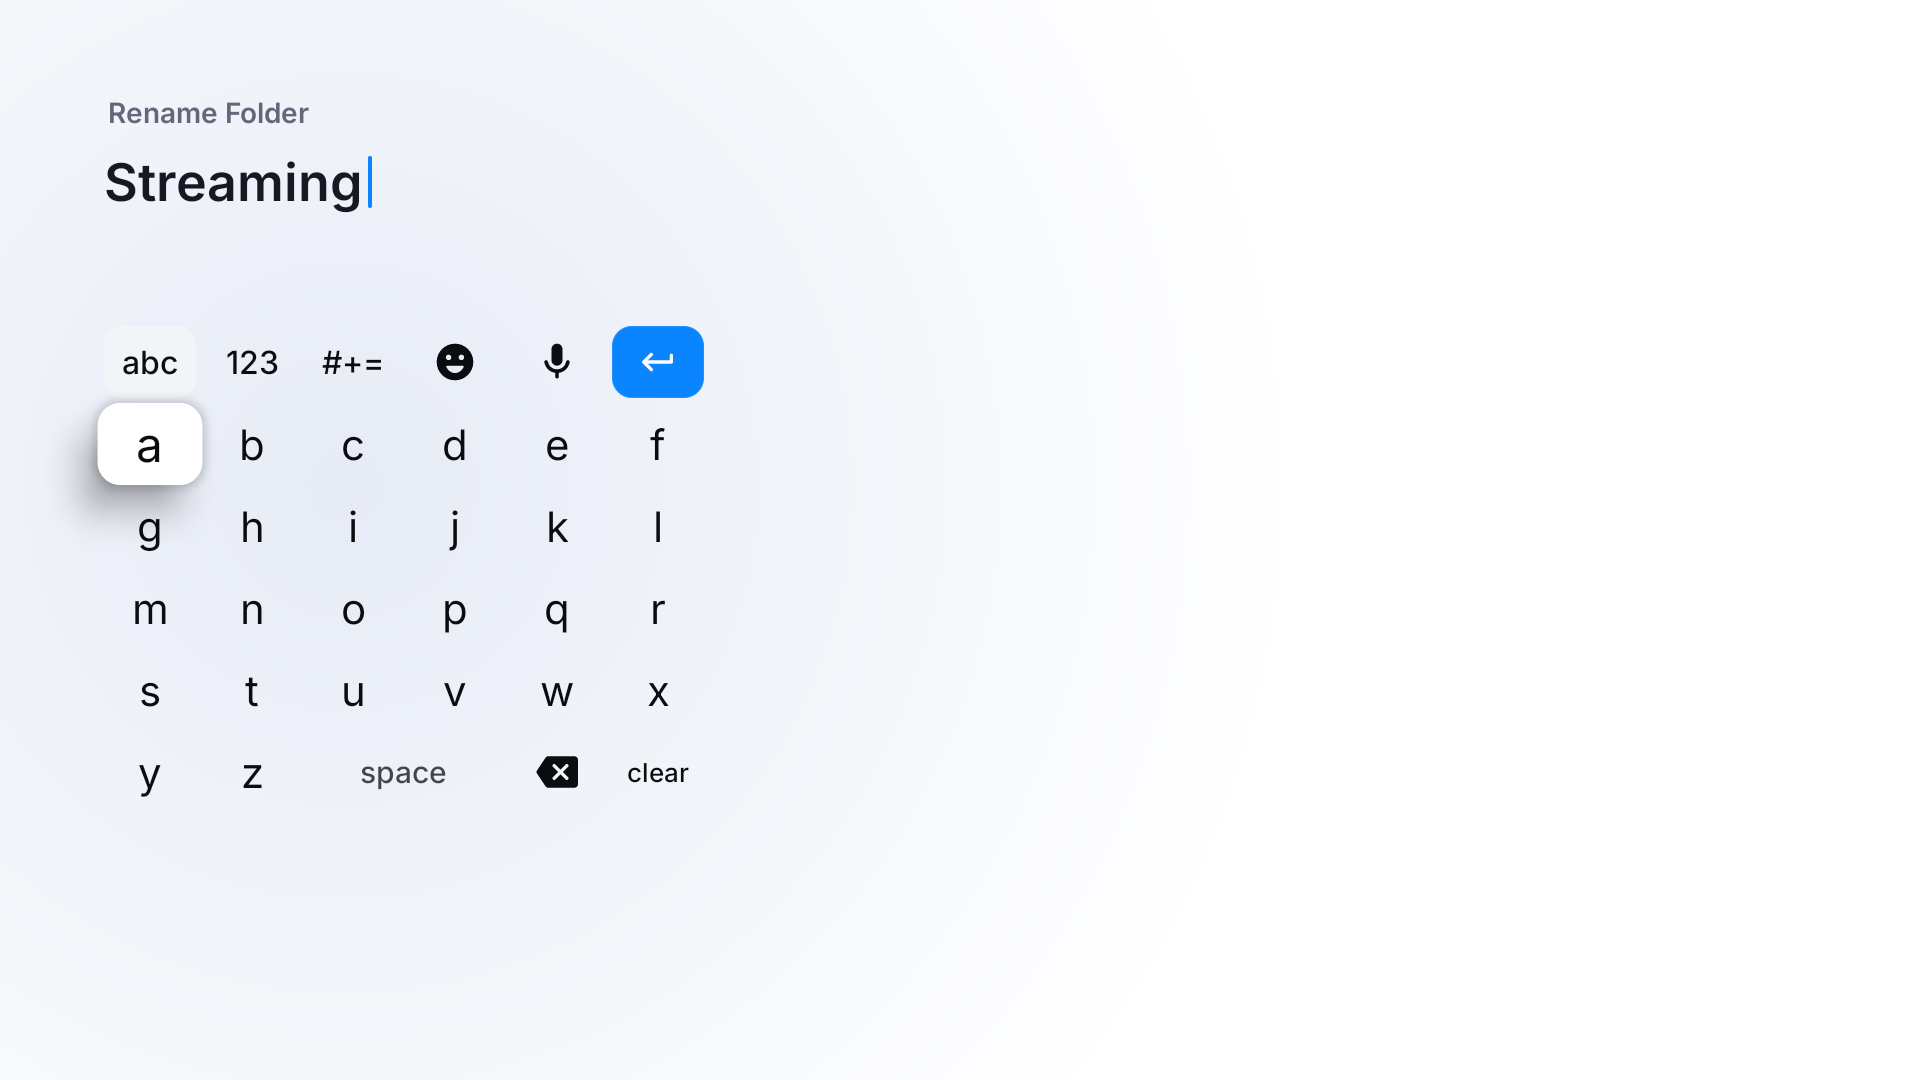 Rename Folder
Streaming
abc 123 #+=
a b c d e f
g h i j k l
m n o p q r
s t u v w x
y z space clear